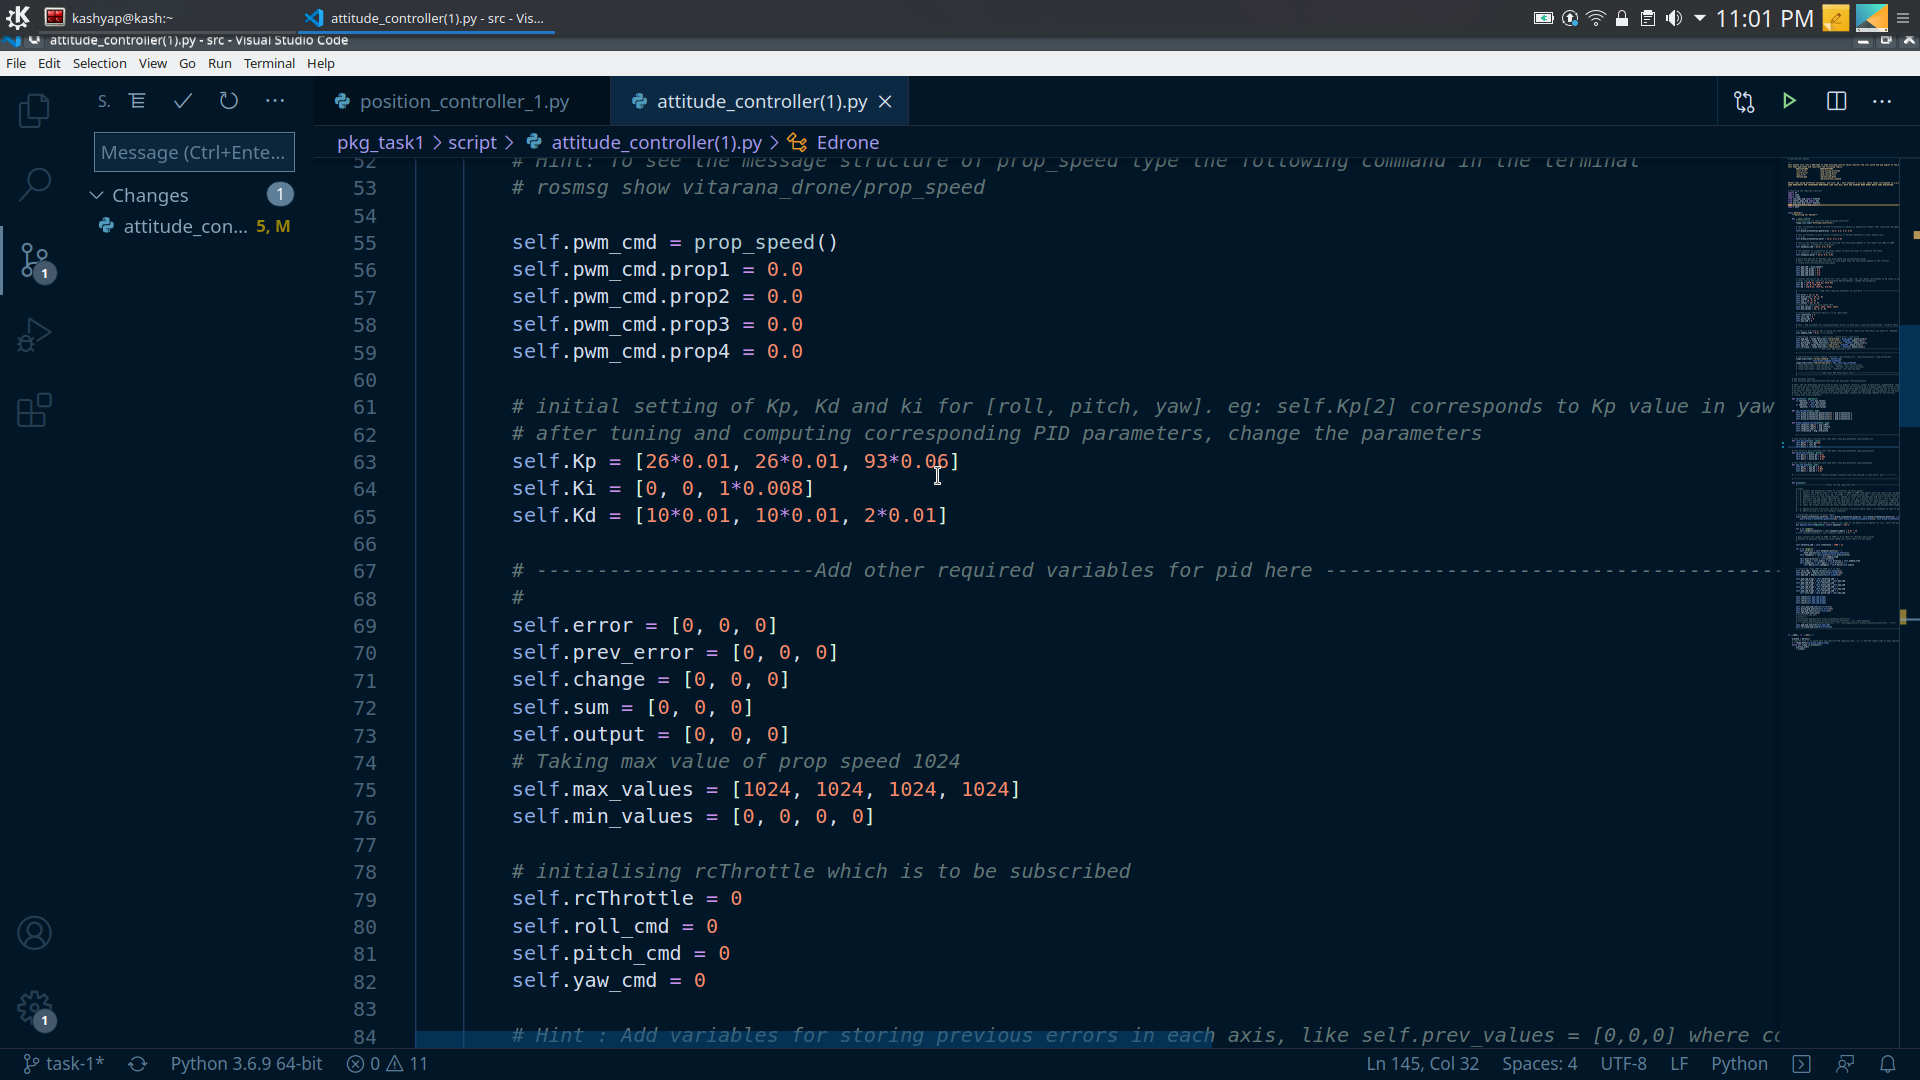 kashyap@kash:~
attitude_controller(1).py - src - Vis...
11:01 PM
attitude_controller(1).py - src - Visual Studio Code
File Edit Selection View Go Run Terminal Help
S.
position_controller_1.py
attitude_controller(1).py
Message (Ctrl+Ente...
pkg_task1 > script > attitude_controller(1).py > Edrone
Changes 1
attitude_con... 5, M
1
1
52 # Hint: To see the message structure of prop_speed type the following command in the terminal
53 # rosmsg show vitarana_drone/prop_speed
54
55 self.pwm_cmd = prop_speed()
56 self.pwm_cmd.prop1 = 0.0
57 self.pwm_cmd.prop2 = 0.0
58 self.pwm_cmd.prop3 = 0.0
59 self.pwm_cmd.prop4 = 0.0
60
61 # initial setting of Kp, Kd and ki for [roll, pitch, yaw]. eg: self.Kp[2] corresponds to Kp value in yaw
62 # after tuning and computing corresponding PID parameters, change the parameters
63 self.Kp = [26*0.01, 26*0.01, 93*0.06]
64 self.Ki = [0, 0, 1*0.008]
65 self.Kd = [10*0.01, 10*0.01, 2*0.01]
66
67 # -----------------------Add other required variables for pid here --------------------------------------
68 #
69 self.error = [0, 0, 0]
70 self.prev_error = [0, 0, 0]
71 self.change = [0, 0, 0]
72 self.sum = [0, 0, 0]
73 self.output = [0, 0, 0]
74 # Taking max value of prop speed 1024
75 self.max_values = [1024, 1024, 1024, 1024]
76 self.min_values = [0, 0, 0, 0]
77
78 # initialising rcThrottle which is to be subscribed
79 self.rcThrottle = 0
80 self.roll_cmd = 0
81 self.pitch_cmd = 0
82 self.yaw_cmd = 0
83
84 # Hint : Add variables for storing previous errors in each axis, like self.prev_values = [0,0,0] where co
task-1* Python 3.6.9 64-bit 0 11 Ln 145, Col 32 Spaces: 4 UTF-8 LF Python